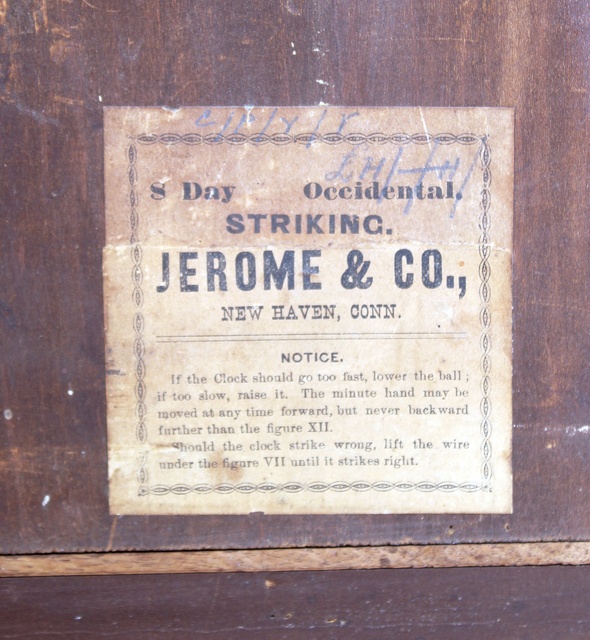 8 Day Occidental.
STRIKING.
JEROME & CO.,
NEW HAVEN, CONN.
NOTICE.
If the Clock should go too fast, lower the ball;
if too slow, raise it. The minute hand may be
moved at any time forward, but never backward
further than the figure XII.
Should the clock strike wrong, lift the wire
under the figure VII until it strikes right.